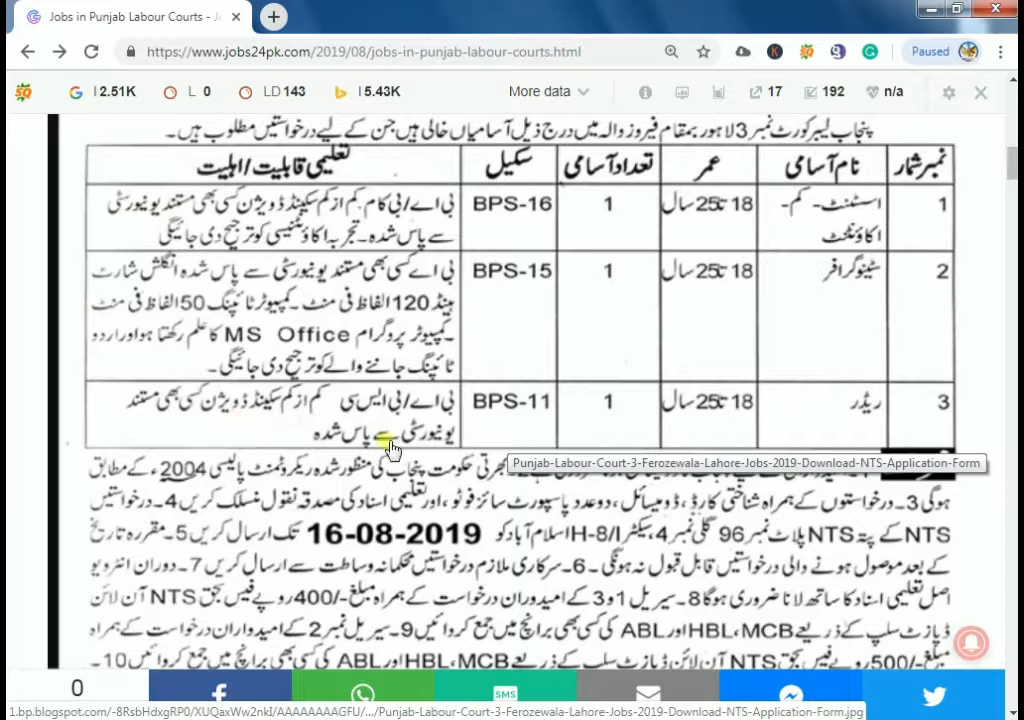 Jobs in Punjab Labour Courts - Jo
https://www.jobs24pk.com/2019/08/jobs-in-punjab-labour-courts.html
Paused
I 2.51K
L 0
LD 143
I 5.43K
More data
17
192
n/a
پنجاب لیبر کورٹ نمبر 3 لاہور بمقام فیروز والہ میں درج ذیل آسامیاں خالی ہیں جن کے لیے درخواستیں مطلوب ہیں۔
نمبر شمار نام آسامی عمر تعداد آسامی سکیل تعلیمی قابلیت / اہلیت
1 اسسٹنٹ - کم - 18 تا 25 سال 1 BPS-16 بی اے / بی کام، کم از کم سیکنڈ ڈویژن کسی بھی مستند یونیورسٹی
اکاؤنٹنٹ سے پاس شدہ۔ تجربہ اکاؤنٹینسی کو ترجیح دی جائیگی
2 سٹینوگرافر 18 تا 25 سال 1 BPS-15 بی اے کسی بھی مستند یونیورسٹی سے پاس شدہ انگلش شارٹ
ہینڈ 120 الفاظ فی منٹ ۔ کمپیوٹر ٹائپنگ 50 الفاظ فی منٹ
کمپیوٹر پروگرام MS Office کا علم رکھتا ہو اور اردو
ٹائپنگ جاننے والے کو ترجیح دی جائیگی۔
3 ریڈر 18 تا 25 سال 1 BPS-11 بی اے / بی ایس سی کم از کم سیکنڈ ڈویژن کسی بھی مستند
یونیورسٹی سے پاس شدہ
Punjab-Labour-Court-3-Ferozewala-Lahore-Jobs-2019-Download-NTS-Application-Form
بھرتی حکومت پنجاب کی منظور شدہ ریکروٹمنٹ پالیسی 2004ء کے مطابق
ہوگی 3- درخواستوں کے ہمراہ شناختی کارڈ، ڈومیسائل، دو عدد پاسپورٹ سائز فوٹو، اور تعلیمی اسناد کی مصدقہ نقول منسلک کریں 4- درخواستیں
NTS کے پتہ NTS پلاٹ نمبر 96 گلی نمبر 4، سیکٹر H-8/1 اسلام آباد کو 16-08-2019 تک ارسال کریں 5- مقررہ تاریخ
کے بعد موصول ہونے والی درخواستیں قابل قبول نہ ہونگی ۔ 6- سرکاری ملازم درخواستیں محکمانہ وساطت سے ارسال کریں 7- دوران انٹرویو
اصل تعلیمی اسناد کا ساتھ لانا ضروری ہوگا 8- سیریل 1 و 3 کے امیدواران درخواست کے ہمراہ مبلغ -/400 روپے فیس بحق NTS آن لائن
ڈپازٹ سلپ کے ذریعے HBL، MCB اور ABL کی کسی بھی برانچ میں جمع کروائیں 9- سیریل نمبر 2 کے امیدواران درخواست کے ہمراہ
مبلغ -/500 روپے فیس بحق NTS آن لائن ڈپازٹ سلپ کے ذریعے HBL، MCB اور ABL کی کسی بھی برانچ میں جمع کروائیں 10-
0
SMS
1.bp.blogspot.com/-8RsbHdxgRP0/XUQaxWw2nkI/AAAAAAAAGFU/.../Punjab-Labour-Court-3-Ferozewala-Lahore-Jobs-2019-Download-NTS-Application-Form.jpg